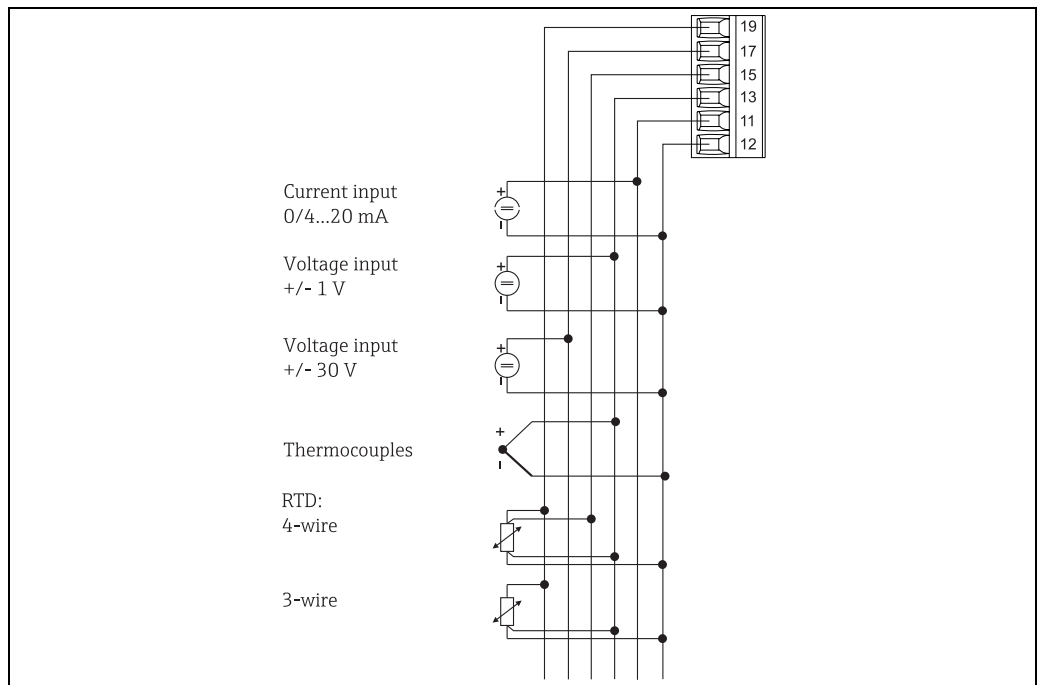 19
17
15
13
11
12
Current input
0/4...20 mA
+
-
Voltage input
+/- 1 V
+
-
Voltage input
+/- 30 V
+
-
Thermocouples
+
-
RTD:
4-wire
3-wire